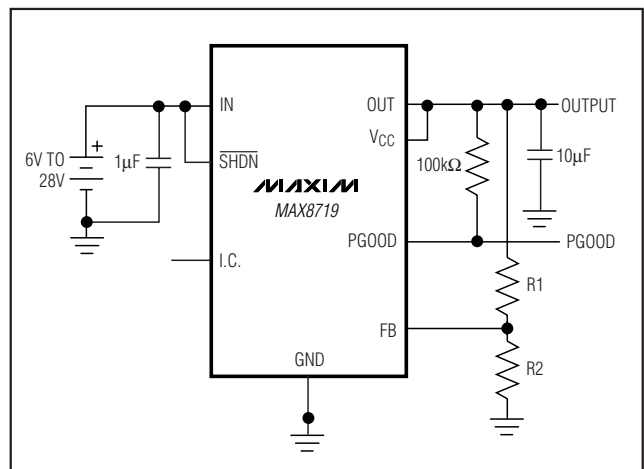 IN
OUT
OUTPUT
VCC
6V TO
28V
+
1µF
SHDN
100kΩ
10µF
MAXIM
MAX8719
PGOOD
PGOOD
I.C.
R1
FB
GND
R2